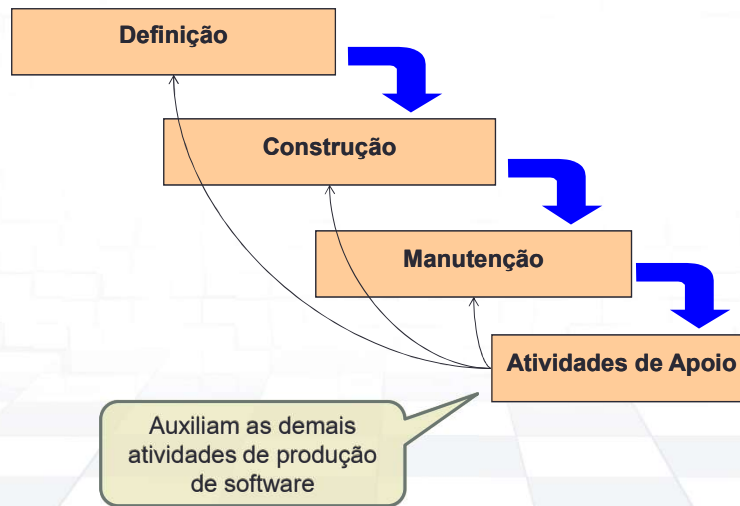 Definição
Construção
Manutenção
Atividades de Apoio
Auxiliam as demais
atividades de produção
de software